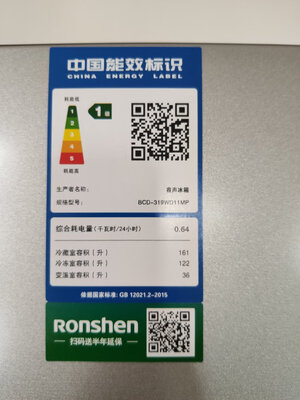 中国能效标识
CHINA ENERGY LABEL
耗能低
1
2
3
4
5
耗能高
1级
生产者名称: 容声冰箱
规格型号: BCD-319WD11MP
综合耗电量(千瓦时/24小时) 0.64
冷藏室容积(升) 161
冷冻室容积(升) 122
变温室容积(升) 36
依据国家标准: GB 12021.2-2015
Ronshen
扫码送半年延保